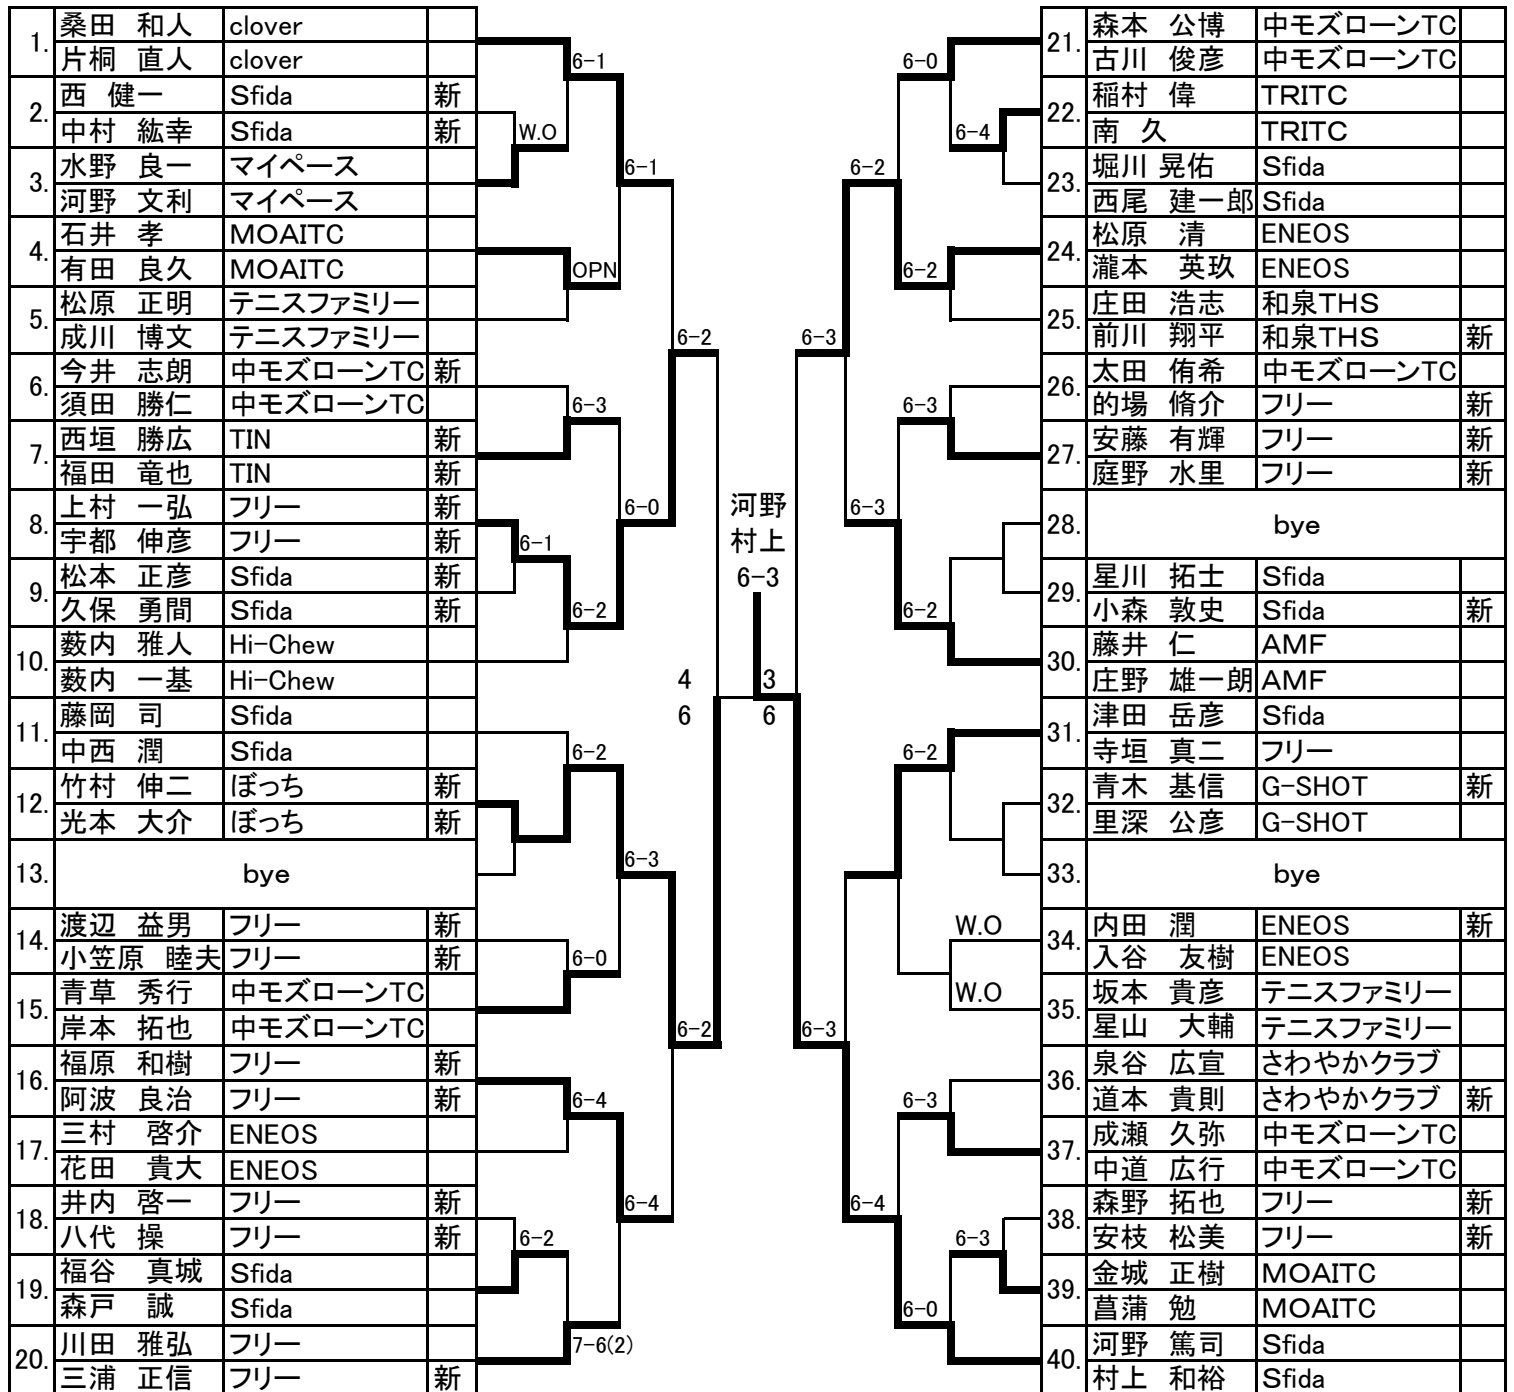 1. 桑田 和人 clover
片桐 直人 clover
2. 西 健一 Sfida 新
中村 紘幸 Sfida 新
3. 水野 良一 マイペース
河野 文利 マイペース
4. 石井 孝 MOAITC
有田 良久 MOAITC
5. 松原 正明 テニスファミリー
成川 博文 テニスファミリー
6. 今井 志朗 中モズローンTC 新
須田 勝仁 中モズローンTC
7. 西垣 勝広 TIN 新
福田 竜也 TIN 新
8. 上村 一弘 フリー 新
宇都 伸彦 フリー 新
9. 松本 正彦 Sfida 新
久保 勇間 Sfida 新
10. 薮内 雅人 Hi-Chew
薮内 一基 Hi-Chew
11. 藤岡 司 Sfida
中西 潤 Sfida
12. 竹村 伸二 ぼっち 新
光本 大介 ぼっち 新
13. bye
14. 渡辺 益男 フリー 新
小笠原 睦夫 フリー 新
15. 青草 秀行 中モズローンTC
岸本 拓也 中モズローンTC
16. 福原 和樹 フリー 新
阿波 良治 フリー 新
17. 三村 啓介 ENEOS
花田 貴大 ENEOS
18. 井内 啓一 フリー 新
八代 操 フリー 新
19. 福谷 真城 Sfida
森戸 誠 Sfida
20. 川田 雅弘 フリー
三浦 正信 フリー 新
6-1
W.O
6-1
OPN
6-2
6-3
6-0
6-1
6-2
4
6
6-2
6-3
6-0
6-2
6-4
6-4
6-2
7-6(2)
河野
村上
6-3
3
6
6-0
6-4
6-2
6-2
6-3
6-3
6-3
6-2
6-2
W.O
W.O
6-3
6-3
6-4
6-3
6-0
21. 森本 公博 中モズローンTC
古川 俊彦 中モズローンTC
22. 稲村 偉 TRITC
南 久 TRITC
23. 堀川 晃佑 Sfida
西尾 建一郎 Sfida
24. 松原 清 ENEOS
瀧本 英玖 ENEOS
25. 庄田 浩志 和泉THS
前川 翔平 和泉THS 新
26. 太田 侑希 中モズローンTC
的場 脩介 フリー 新
27. 安藤 有輝 フリー 新
庭野 水里 フリー 新
28. bye
29. 星川 拓士 Sfida
小森 敦史 Sfida 新
30. 藤井 仁 AMF
庄野 雄一朗 AMF
31. 津田 岳彦 Sfida
寺垣 真二 フリー
32. 青木 基信 G-SHOT 新
里深 公彦 G-SHOT
33. bye
34. 内田 潤 ENEOS 新
入谷 友樹 ENEOS
35. 坂本 貴彦 テニスファミリー
星山 大輔 テニスファミリー
36. 泉谷 広宣 さわやかクラブ
道本 貴則 さわやかクラブ 新
37. 成瀬 久弥 中モズローンTC
中道 広行 中モズローンTC
38. 森野 拓也 フリー 新
安枝 松美 フリー 新
39. 金城 正樹 MOAITC
菖蒲 勉 MOAITC
40. 河野 篤司 Sfida
村上 和裕 Sfida